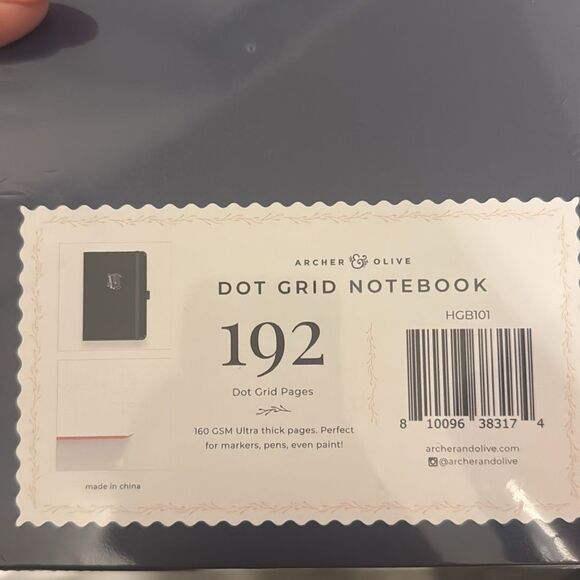 ARCHER & OLIVE
DOT GRID NOTEBOOK
192
Dot Grid Pages
160 GSM Ultra thick pages. Perfect
for markers, pens, even paint!
HGB101
8 10096 38317 4
archerandolive.com
@archerandolive
made in china